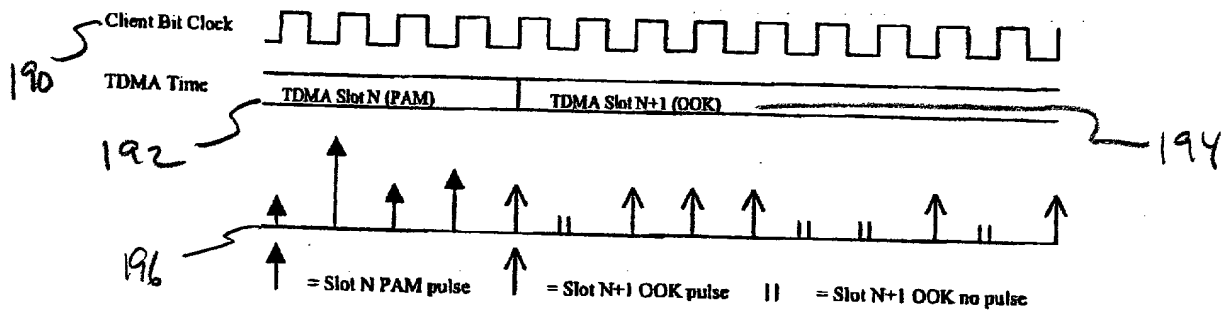 Client Bit Clock
190
TDMA Time
TDMA Slot N (PAM)
TDMA Slot N+1 (OOK)
192
194
196
= Slot N PAM pulse
= Slot N+1 OOK pulse
= Slot N+1 OOK no pulse